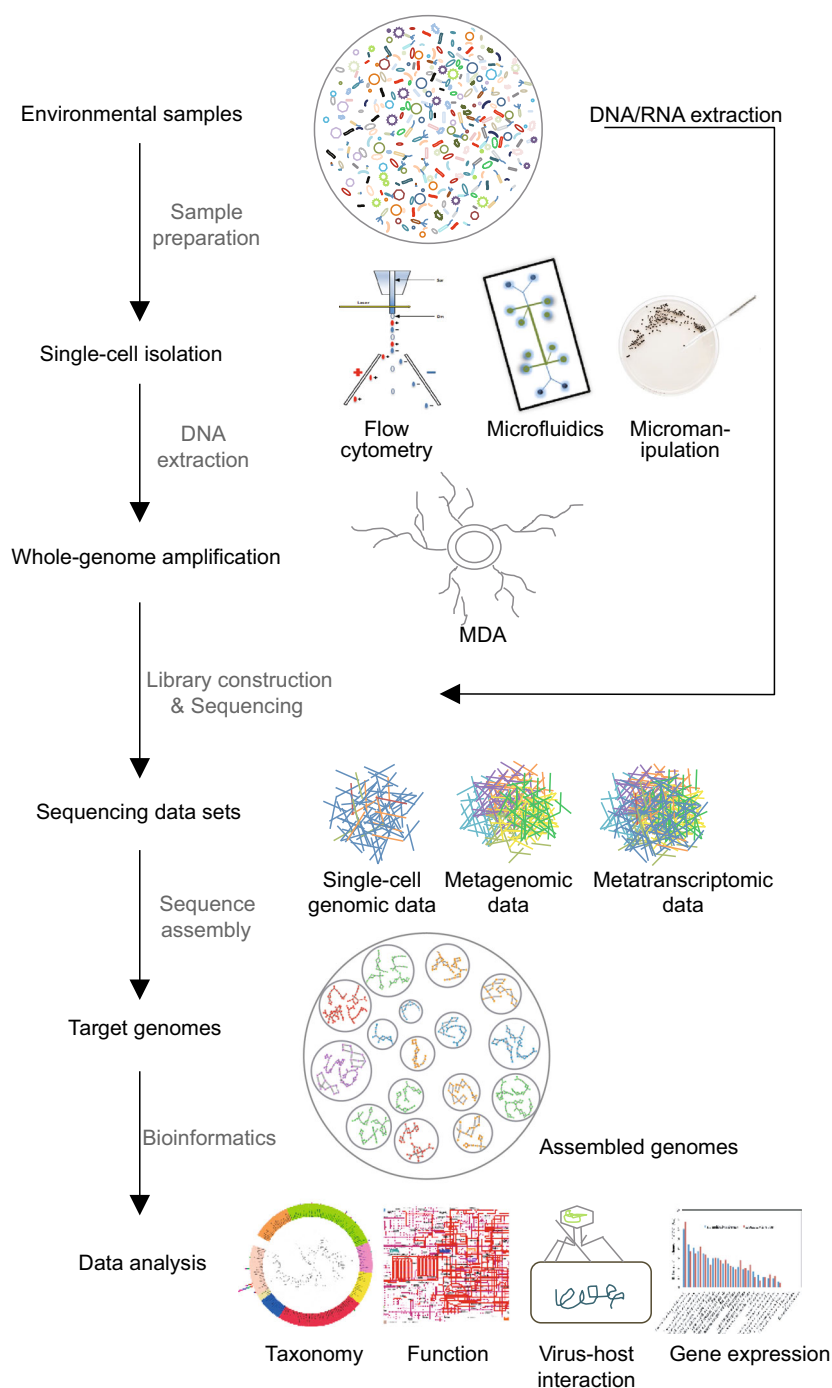 Environmental samples
DNA/RNA extraction
Sample
preparation
Laser
Single-cell isolation
Flow
cytometry
Microfluidics
Microman-
ipulation
DNA
extraction
Whole-genome amplification
MDA
Library construction
& Sequencing
Sequencing data sets
Single-cell
genomic data
Metagenomic
data
Metatranscriptomic
data
Sequence
assembly
Target genomes
Bioinformatics
Assembled genomes
Data analysis
Taxonomy
Function
Virus-host
interaction
Gene expression